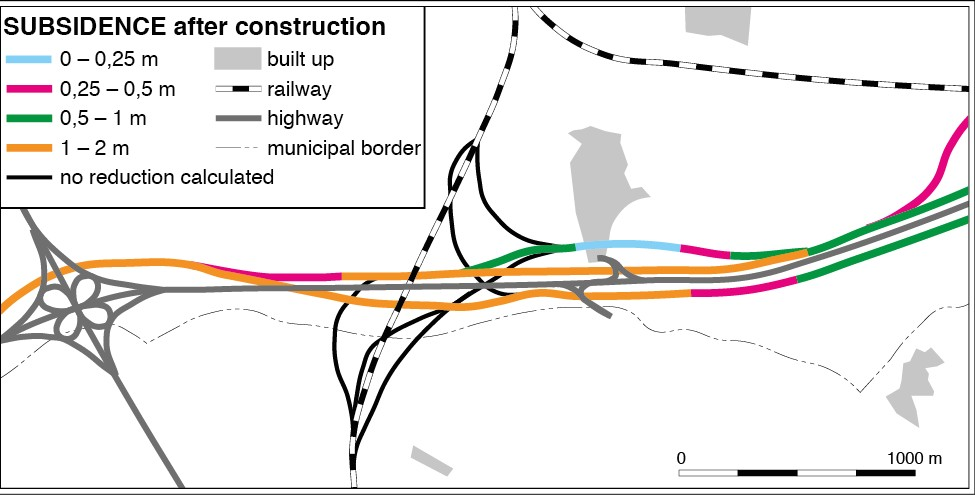 SUBSIDENCE after construction
0 – 0,25 m
0,25 – 0,5 m
0,5 – 1 m
1 – 2 m
no reduction calculated
built up
railway
highway
municipal border
0 1000 m